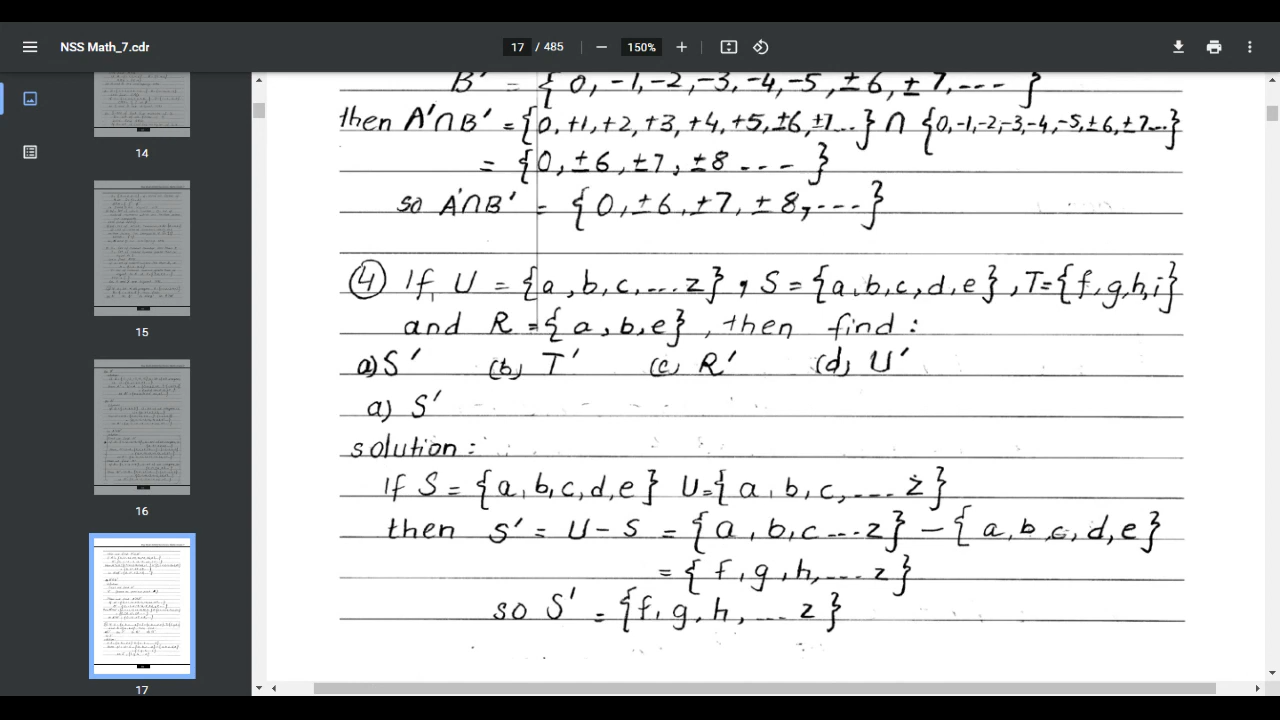 NSS Math_7.cdr
17 / 485
150%
14
15
16
17
B' = { 0, -1, -2, -3, -4, -5, ±6, ±7, --- }
then A'∩B' = {0, +1, +2, +3, +4, +5, ±6, ±7...} ∩ {0,-1,-2,-3,-4,-5,±6,±7...}
= {0, ±6, ±7, ±8 --- }
so A'∩B' = { 0, ±6, ±7, ±8, --- }
④ If U = {a, b, c, ... z} , S = {a, b, c, d, e} , T={f, g, h, i}
and R = { a, b, e} , then find :
a) S' (b) T' (c) R' (d) U'
a) S'
solution :
If S = {a, b, c, d, e} U={ a, b, c, ... z}
then S' = U - S = {a, b, c --- z} - { a, b, c, d, e}
= { f, g, h, ... z }
so S' = {f, g, h, ... z }